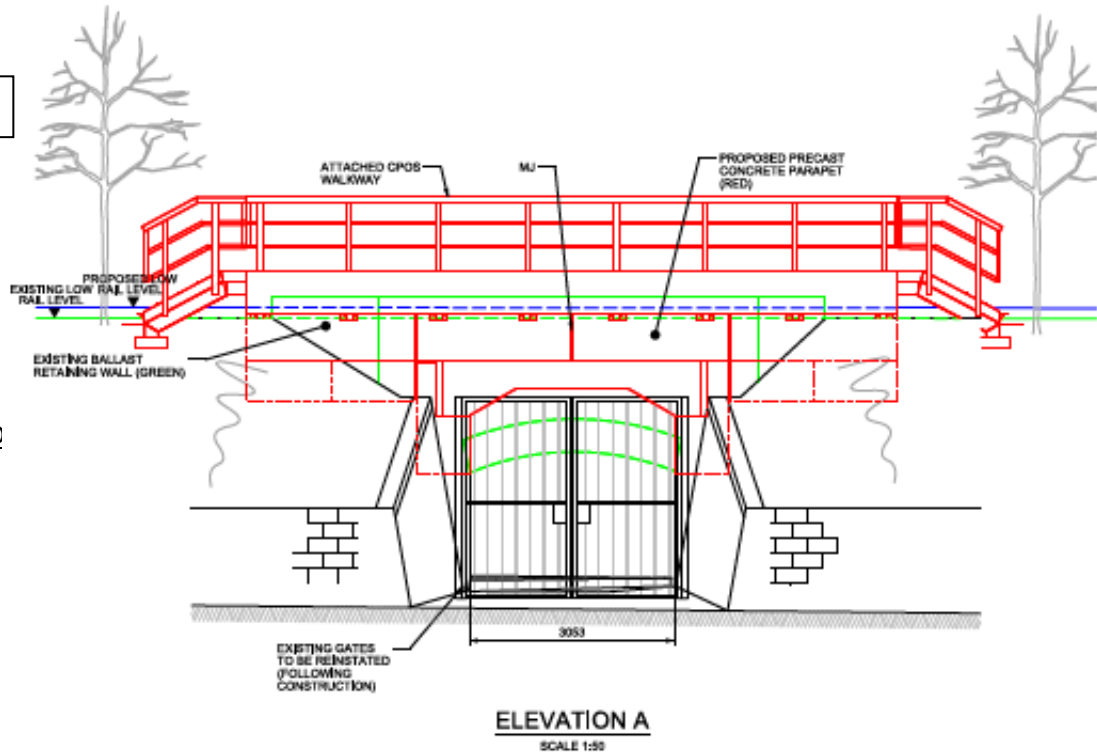 ATTACHED CPOS
WALKWAY
MJ
PROPOSED PRECAST
CONCRETE PARAPET
(RED)
PROPOSED LOW
RAIL LEVEL
EXISTING LOW
RAIL LEVEL
EXISTING BALLAST
RETAINING WALL (GREEN)
3053
EXISTING GATES
TO BE REINSTATED
(FOLLOWING
CONSTRUCTION)
ELEVATION A
SCALE 1:50